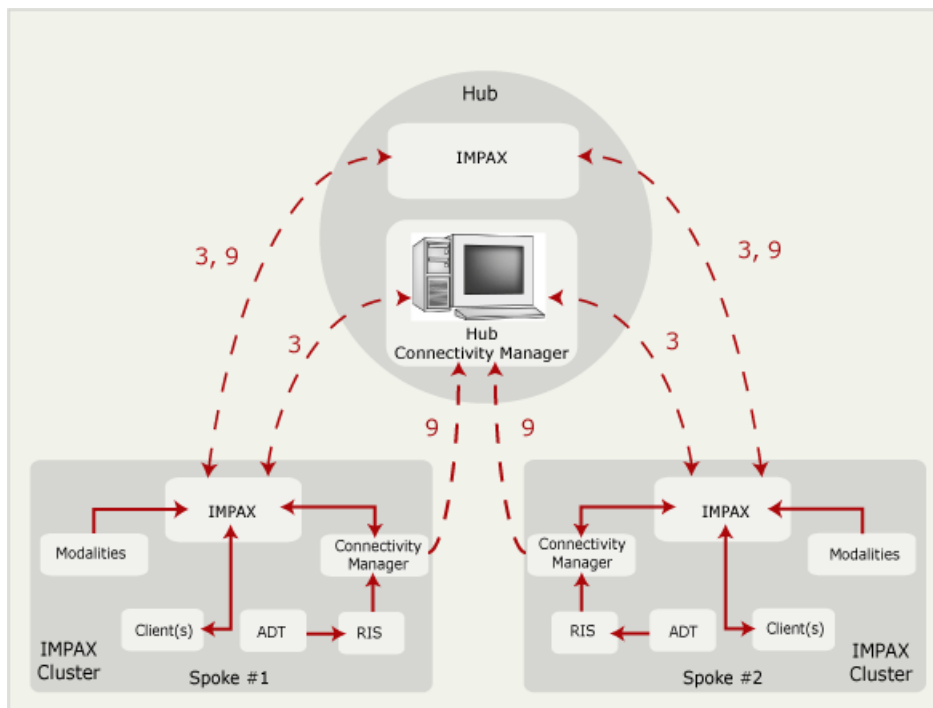 Hub
IMPAX
3, 9
3, 9
Hub
Connectivity Manager
3
3
9
9
IMPAX
Modalities
Connectivity
Manager
Client(s)
ADT
RIS
IMPAX
Cluster
Spoke #1
IMPAX
Connectivity
Manager
Modalities
RIS
ADT
Client(s)
IMPAX
Cluster
Spoke #2